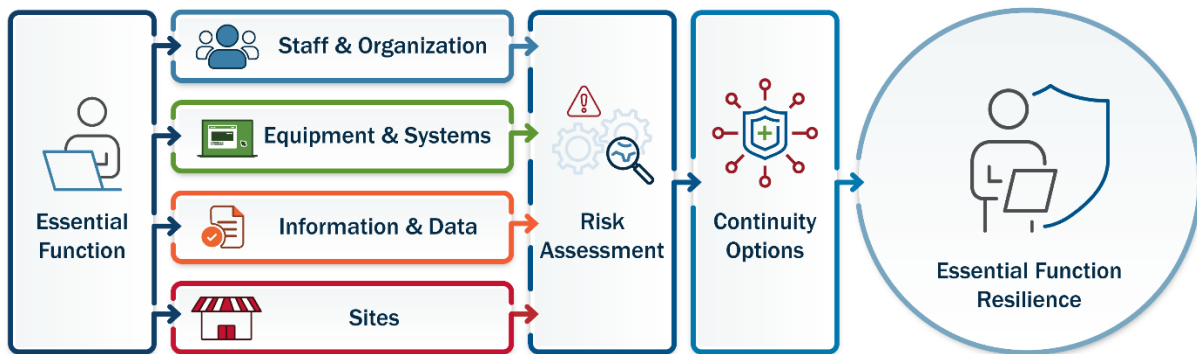 Essential
Function
Staff & Organization
Equipment & Systems
Information & Data
Sites
Risk
Assessment
Continuity
Options
Essential Function
Resilience